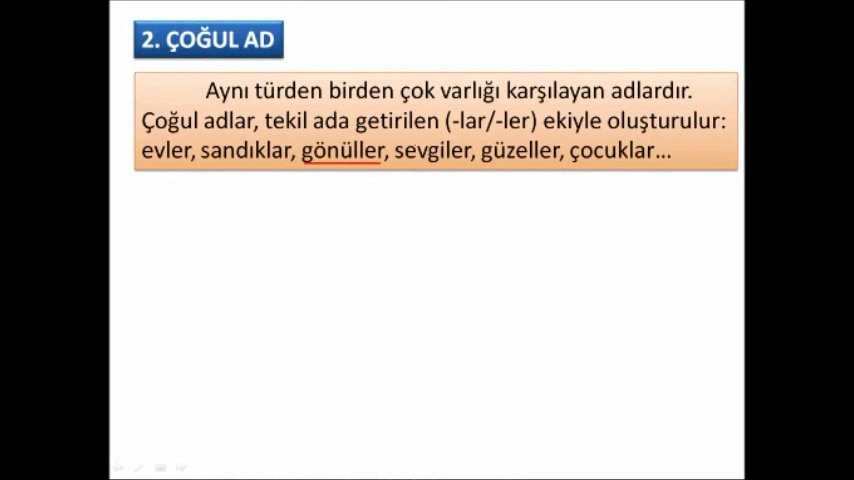 2. ÇOĞUL AD
Aynı türden birden çok varlığı karşılayan adlardır.
Çoğul adlar, tekil ada getirilen (-lar/-ler) ekiyle oluşturulur:
evler, sandıklar, gönüller, sevgiler, güzeller, çocuklar...